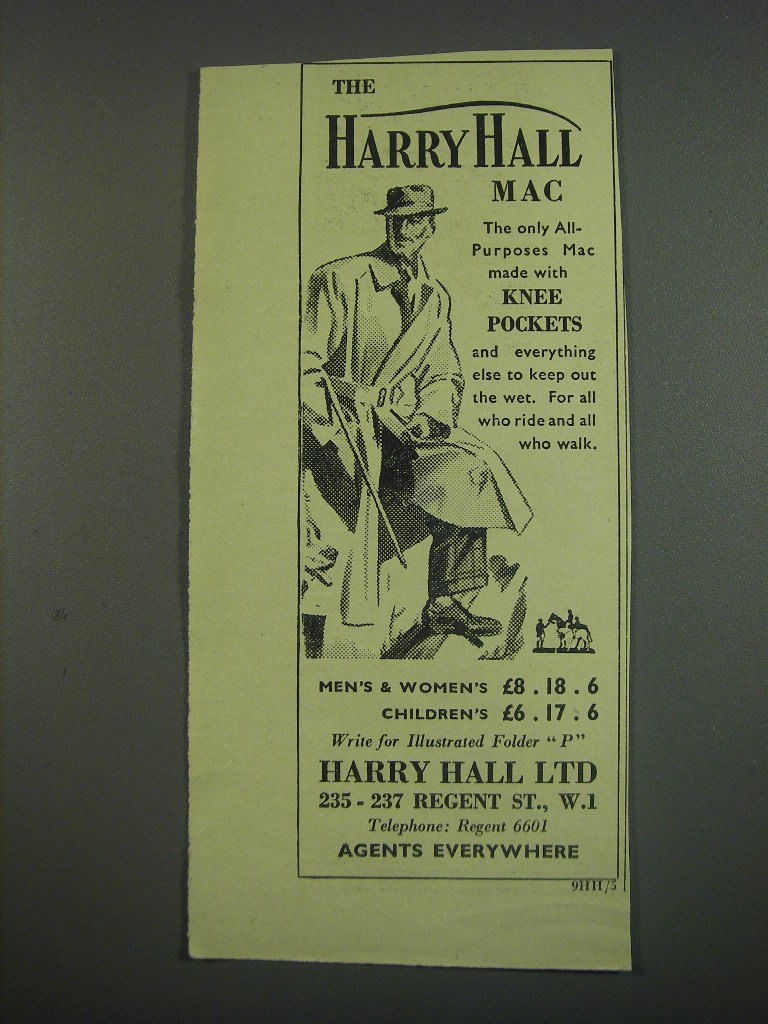 THE
HARRY HALL
MAC
The only All-
Purposes Mac
made with
KNEE
POCKETS
and everything
else to keep out
the wet. For all
who ride and all
who walk.
MEN'S & WOMEN'S £8 . 18 . 6
CHILDREN'S £6 . 17 . 6
Write for Illustrated Folder "P"
HARRY HALL LTD
235 - 237 REGENT ST., W.1
Telephone: Regent 6601
AGENTS EVERYWHERE
9HH/5